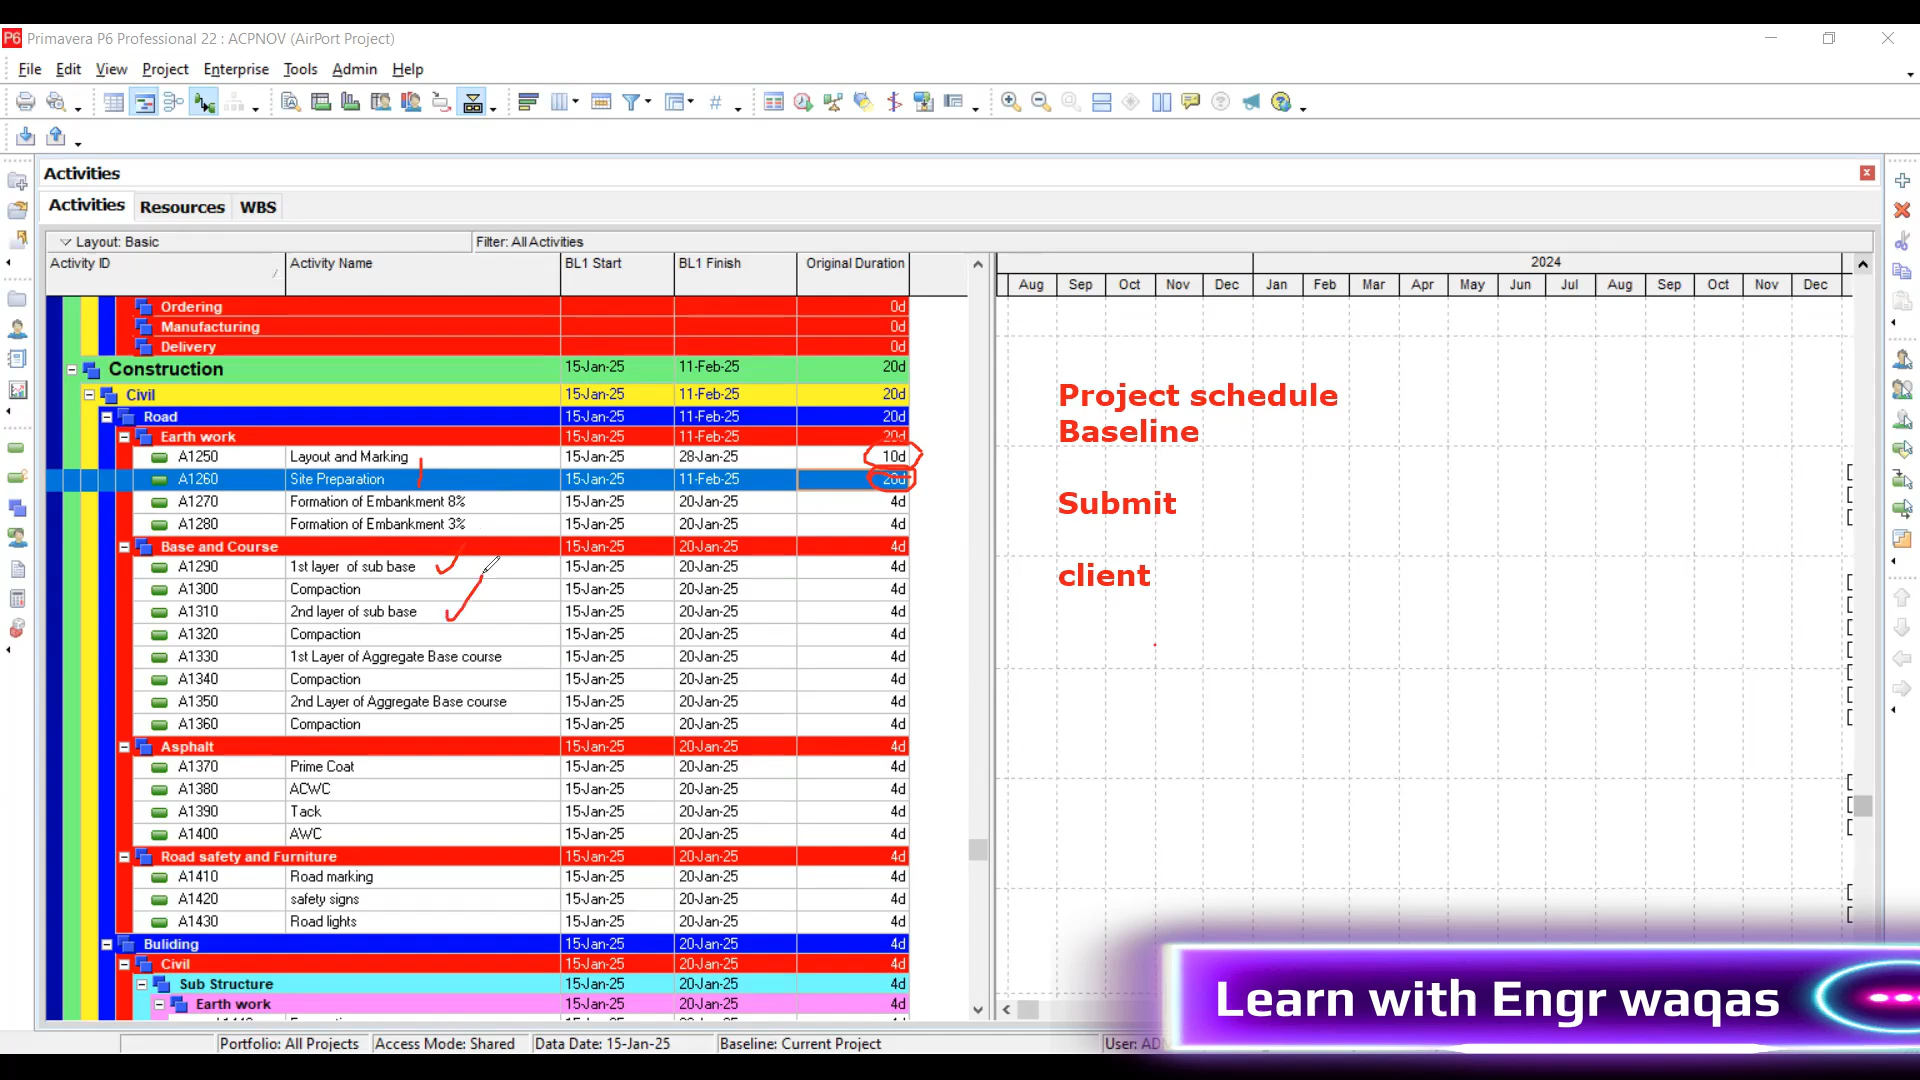 P6 Primavera P6 Professional 22 : ACPNOV (AirPort Project)
File Edit View Project Enterprise Tools Admin Help
Activities
Activities Resources WBS
Layout: Basic Filter: All Activities
Activity ID Activity Name BL1 Start BL1 Finish Original Duration
2024
Aug Sep Oct Nov Dec Jan Feb Mar Apr May Jun Jul Aug Sep Oct Nov Dec
Ordering 0d
Manufacturing 0d
Delivery 0d
Construction 15-Jan-25 11-Feb-25 20d
Civil 15-Jan-25 11-Feb-25 20d
Road 15-Jan-25 11-Feb-25 20d
Earth work 15-Jan-25 11-Feb-25 20d
A1250 Layout and Marking 15-Jan-25 28-Jan-25 10d
A1260 Site Preparation 15-Jan-25 11-Feb-25 20d
A1270 Formation of Embankment 8% 15-Jan-25 20-Jan-25 4d
A1280 Formation of Embankment 3% 15-Jan-25 20-Jan-25 4d
Base and Course 15-Jan-25 20-Jan-25 4d
A1290 1st layer of sub base 15-Jan-25 20-Jan-25 4d
A1300 Compaction 15-Jan-25 20-Jan-25 4d
A1310 2nd layer of sub base 15-Jan-25 20-Jan-25 4d
A1320 Compaction 15-Jan-25 20-Jan-25 4d
A1330 1st Layer of Aggregate Base course 15-Jan-25 20-Jan-25 4d
A1340 Compaction 15-Jan-25 20-Jan-25 4d
A1350 2nd Layer of Aggregate Base course 15-Jan-25 20-Jan-25 4d
A1360 Compaction 15-Jan-25 20-Jan-25 4d
Asphalt 15-Jan-25 20-Jan-25 4d
A1370 Prime Coat 15-Jan-25 20-Jan-25 4d
A1380 ACWC 15-Jan-25 20-Jan-25 4d
A1390 Tack 15-Jan-25 20-Jan-25 4d
A1400 AWC 15-Jan-25 20-Jan-25 4d
Road safety and Furniture 15-Jan-25 20-Jan-25 4d
A1410 Road marking 15-Jan-25 20-Jan-25 4d
A1420 safety signs 15-Jan-25 20-Jan-25 4d
A1430 Road lights 15-Jan-25 20-Jan-25 4d
Buliding 15-Jan-25 20-Jan-25 4d
Civil 15-Jan-25 20-Jan-25 4d
Sub Structure 15-Jan-25 20-Jan-25 4d
Earth work 15-Jan-25 20-Jan-25 4d
Project schedule
Baseline
Submit
client
Learn with Engr waqas
Portfolio: All Projects Access Mode: Shared Data Date: 15-Jan-25 Baseline: Current Project User: